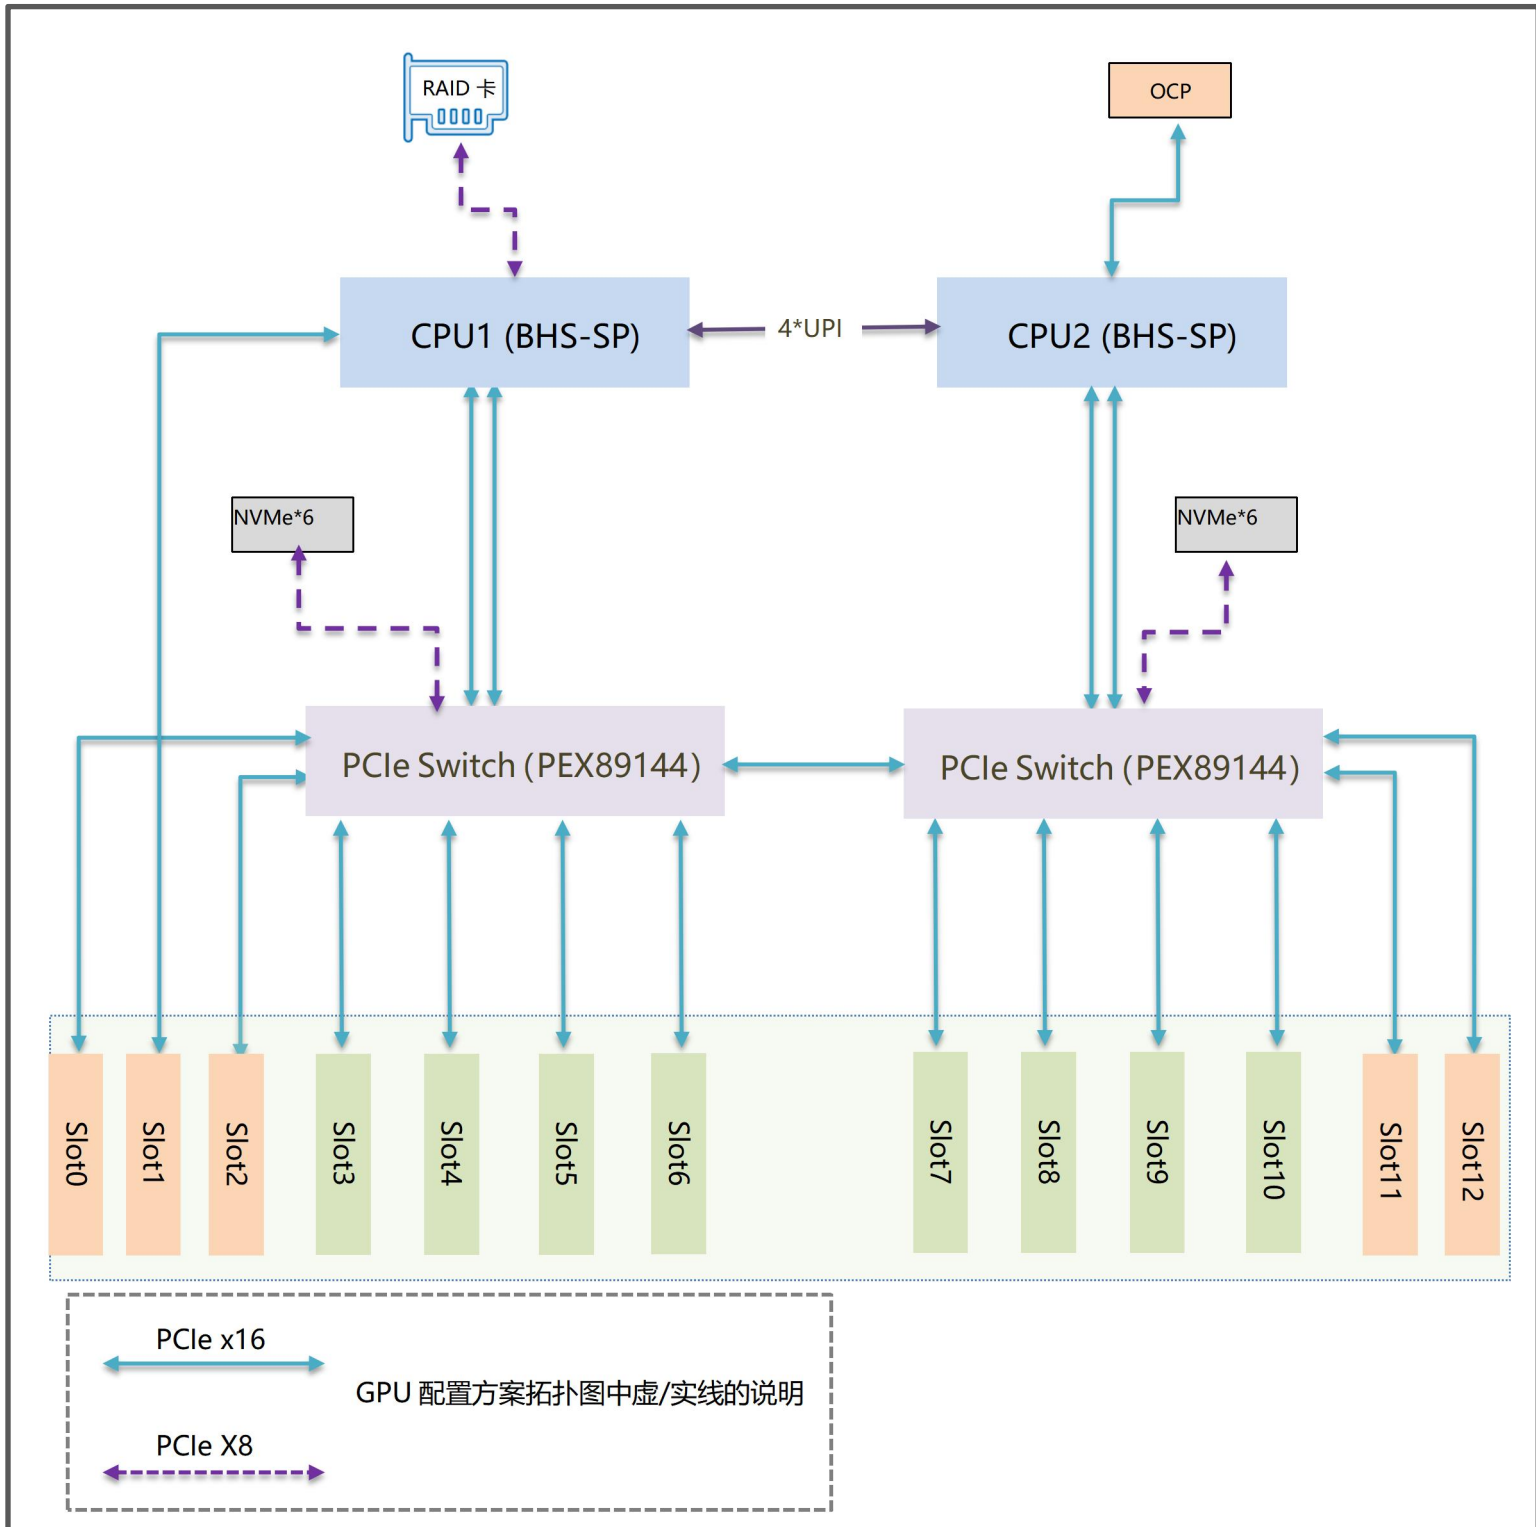 RAID 卡
OCP
CPU1 (BHS-SP)
4*UPI
CPU2 (BHS-SP)
NVMe*6
NVMe*6
PCIe Switch (PEX89144)
PCIe Switch (PEX89144)
Slot0
Slot1
Slot2
Slot3
Slot4
Slot5
Slot6
Slot7
Slot8
Slot9
Slot10
Slot11
Slot12
PCIe x16
GPU 配置方案拓扑图中虚/实线的说明
PCIe X8